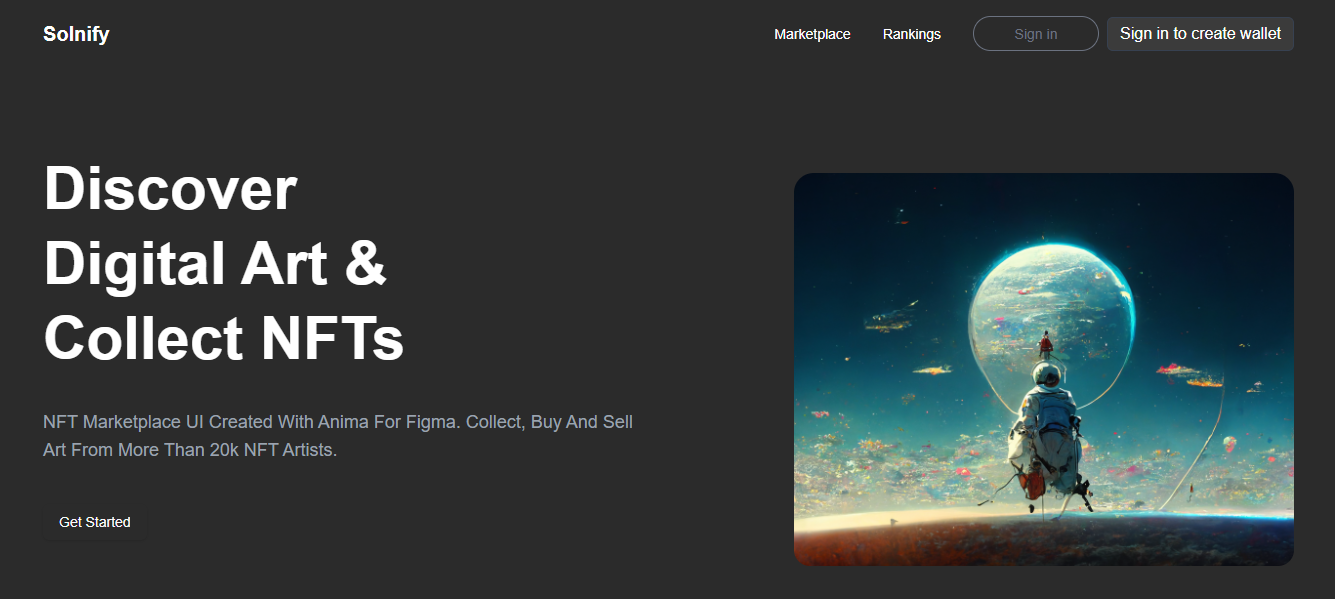 Solnify
Marketplace
Rankings
Sign in
Sign in to create wallet
Discover
Digital Art &
Collect NFTs
NFT Marketplace UI Created With Anima For Figma. Collect, Buy And Sell
Art From More Than 20k NFT Artists.
Get Started